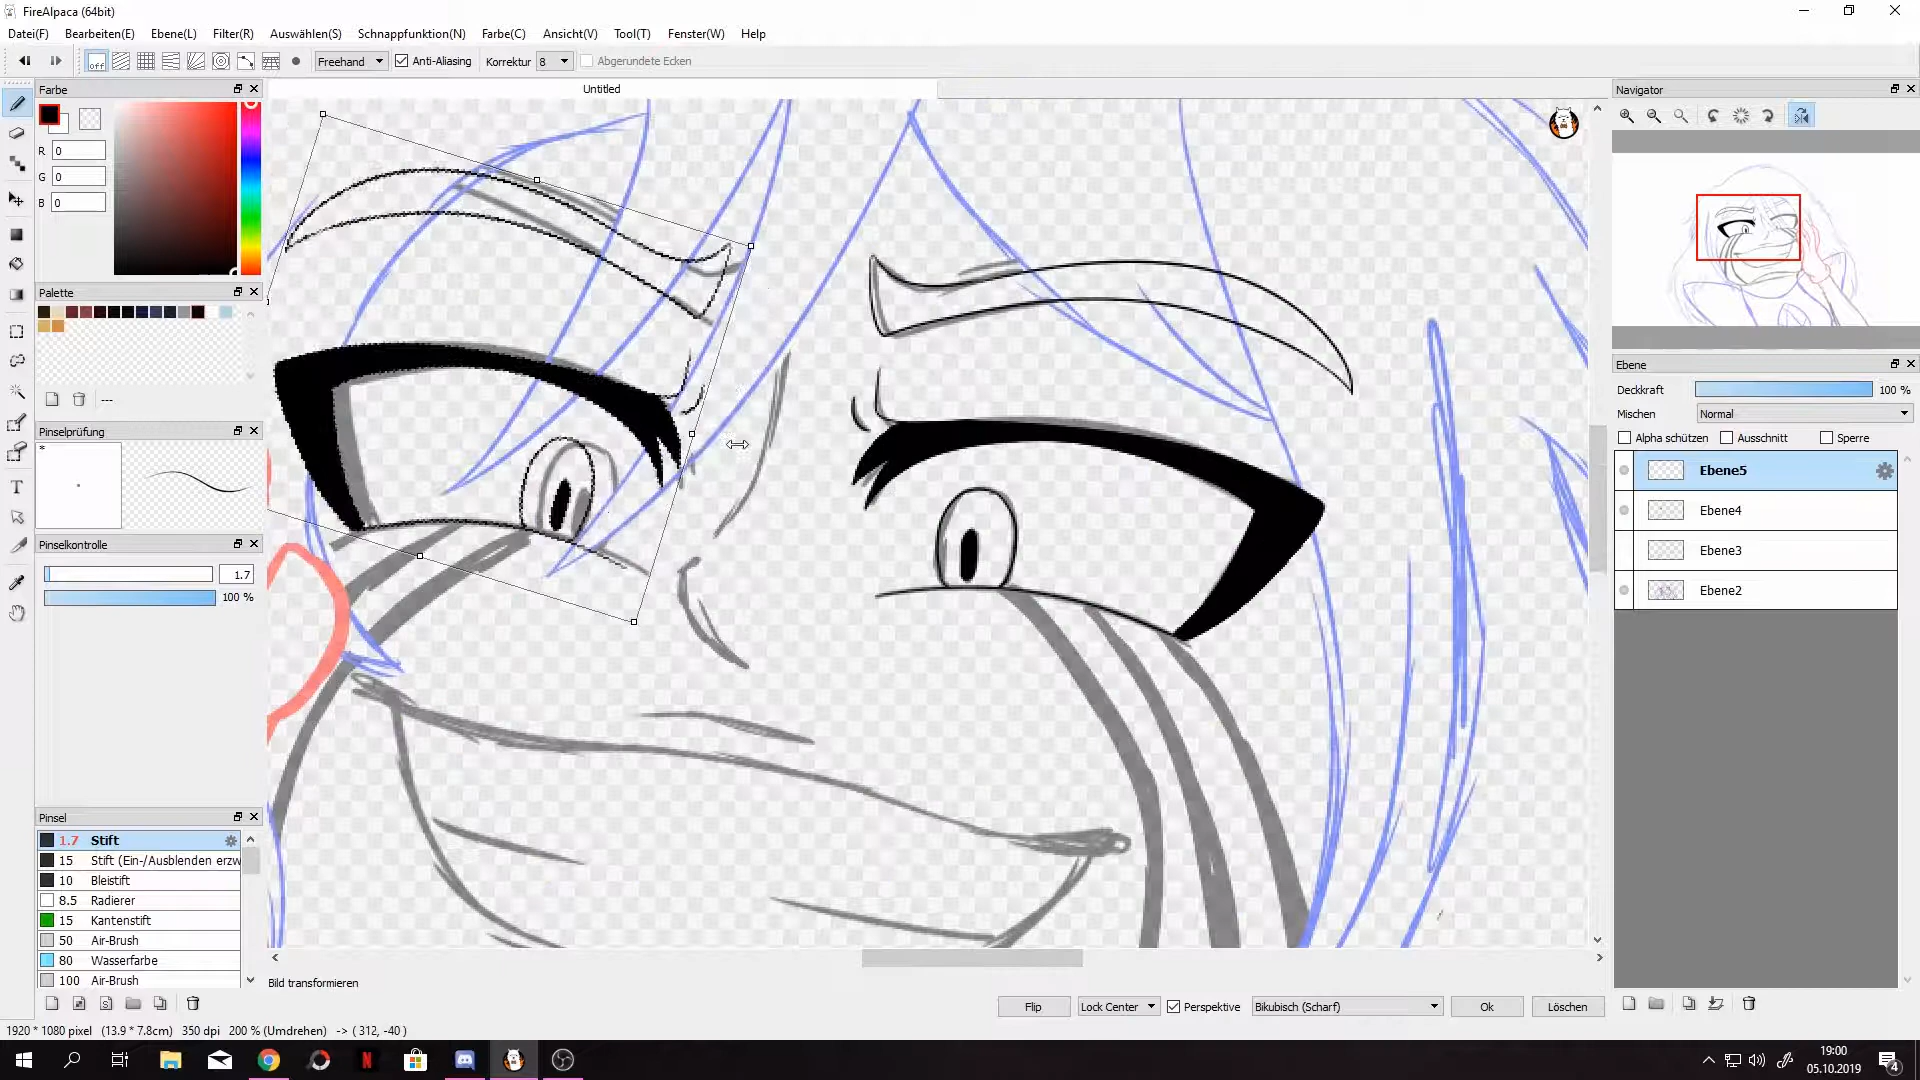 FireAlpaca (64bit)
Datei(F) Bearbeiten(E) Ebene(L) Filter(R) Auswählen(S) Schnappfunktion(N) Farbe(C) Ansicht(V) Tool(T) Fenster(W) Help
off Freehand Anti-Aliasing Korrektur 8 Abgerundete Ecken
Farbe
R 0
G 0
B 0
Palette
---
Pinselprüfung
*
Pinselkontrolle
1.7
100 %
Pinsel
1.7 Stift
15 Stift (Ein-/Ausblenden erzw
10 Bleistift
8.5 Radierer
15 Kantenstift
50 Air-Brush
80 Wasserfarbe
100 Air-Brush
Untitled
Navigator
Ebene
Deckkraft 100 %
Mischen Normal
Alpha schützen Ausschnitt Sperre
Ebene5
Ebene4
Ebene3
Ebene2
Bild transformieren
Flip Lock Center Perspektive Bikubisch (Scharf) Ok Löschen
1920 * 1080 pixel (13.9 * 7.8cm) 350 dpi 200 % (Umdrehen) -> ( 312, -40 )
19:00
05.10.2019
4